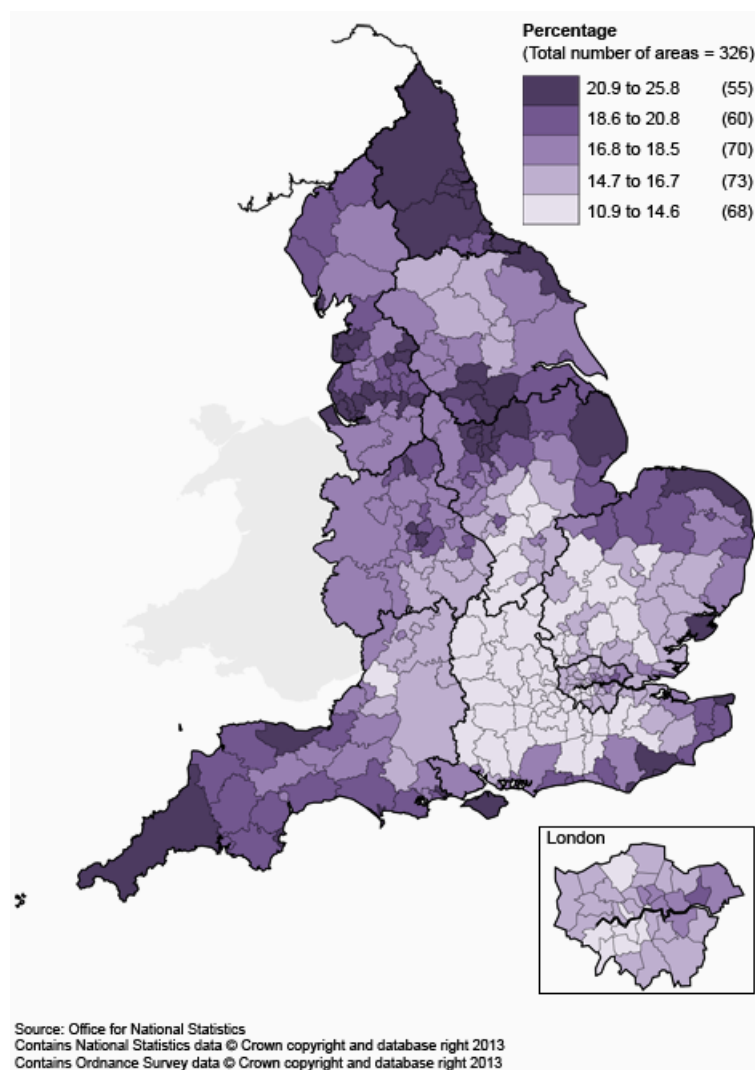 Percentage
(Total number of areas = 326)
20.9 to 25.8 (55)
18.6 to 20.8 (60)
16.8 to 18.5 (70)
14.7 to 16.7 (73)
10.9 to 14.6 (68)
London
Source: Office for National Statistics
Contains National Statistics data © Crown copyright and database right 2013
Contains Ordnance Survey data © Crown copyright and database right 2013